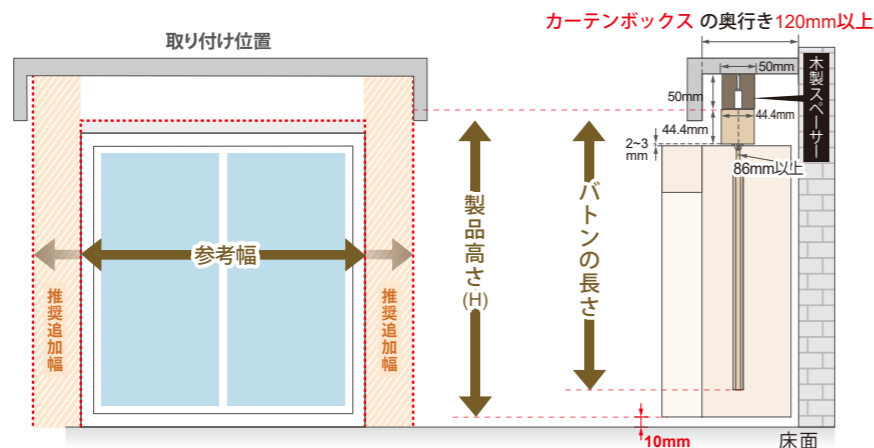 カーテンボックス の奥行き120mm以上
取り付け位置
50mm
木製スペーサー
50mm
44.4mm
44.4mm
2~3
mm
86mm以上
製品高さ
(H)
バトンの長さ
参考幅
推奨追加幅
推奨追加幅
10mm
床面